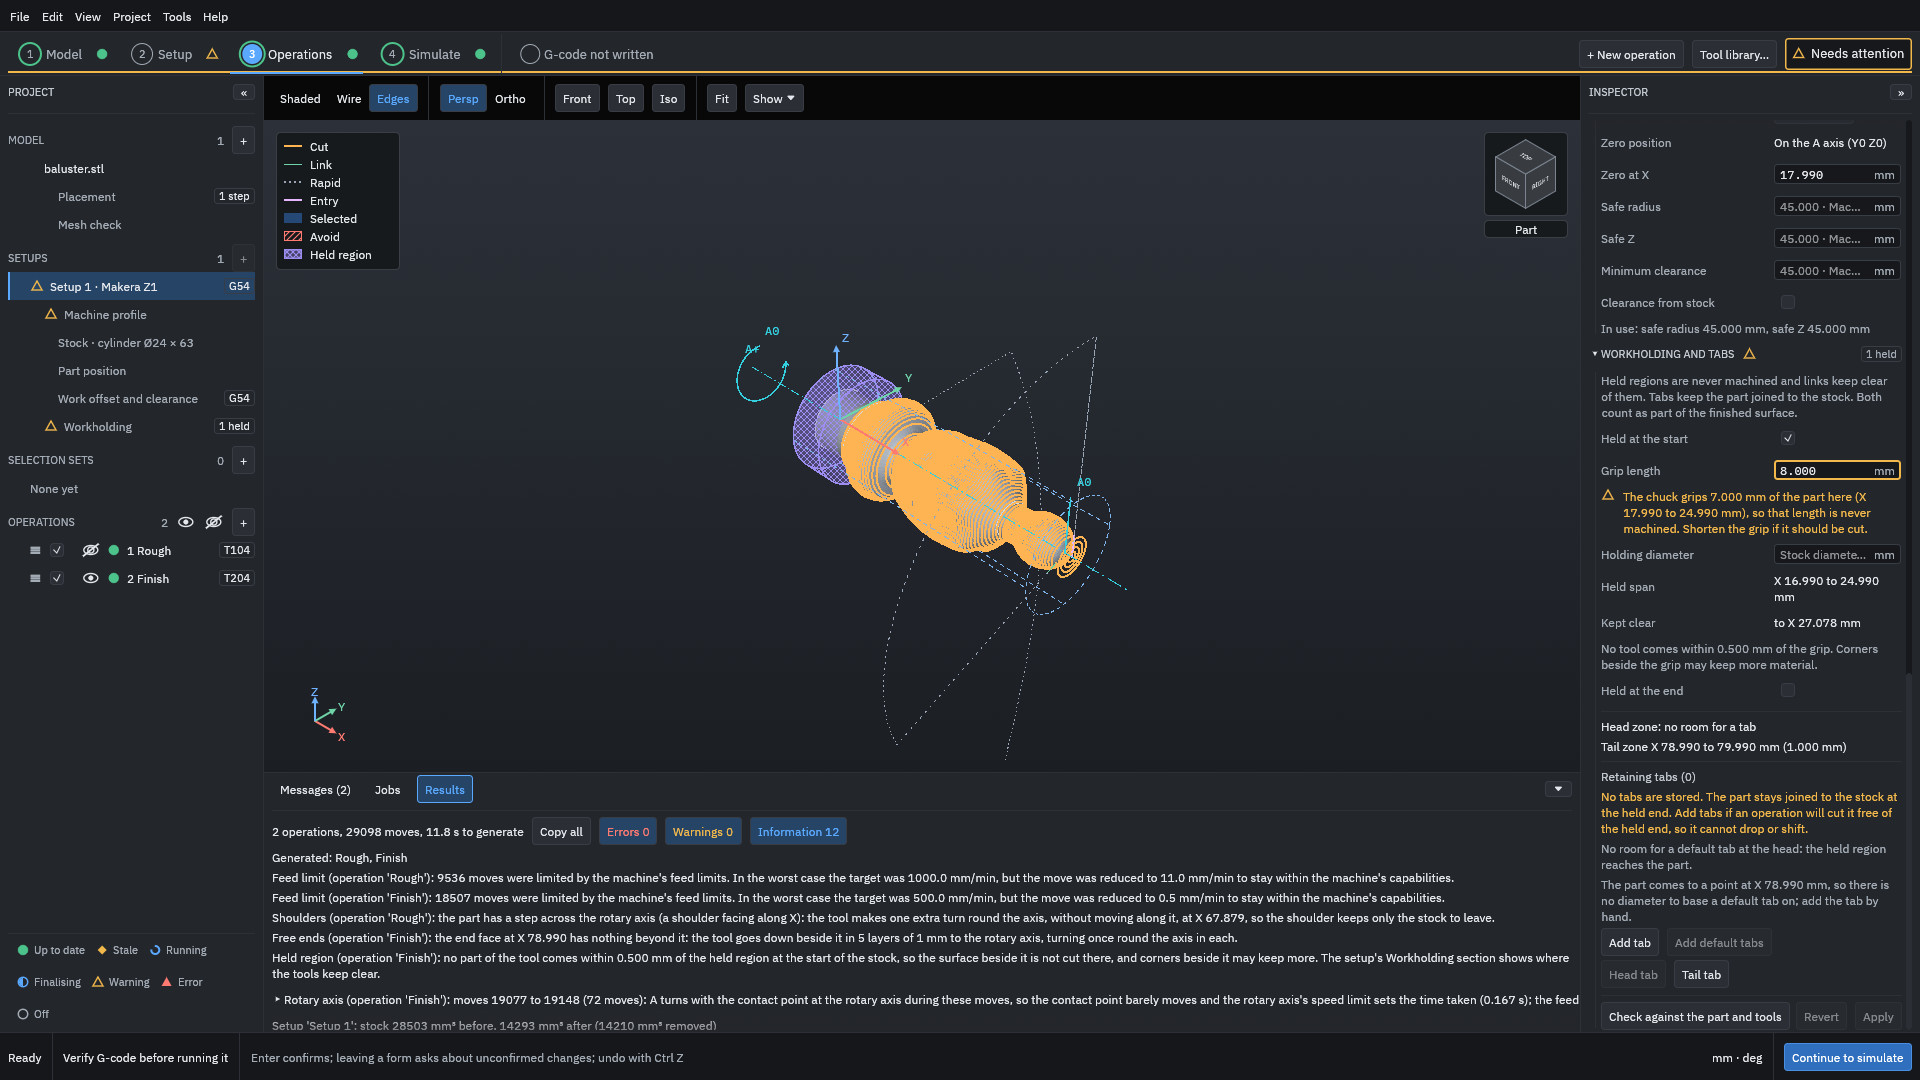 File Edit View Project Tools Help
1 Model 2 Setup 3 Operations 4 Simulate G-code not written + New operation Tool library... Needs attention
PROJECT «
Shaded Wire Edges Persp Ortho Front Top Iso Fit Show
INSPECTOR »
MODEL 1 +
baluster.stl
Placement 1 step
Mesh check
SETUPS 1 +
Setup 1 · Makera Z1 G54
Machine profile
Stock · cylinder Ø24 × 63
Part position
Work offset and clearance G54
Workholding 1 held
SELECTION SETS 0 +
None yet
OPERATIONS 2 +
1 Rough T104
2 Finish T204
Up to date Stale Running
Finalising Warning Error
Off
Cut
Link
Rapid
Entry
Selected
Avoid
Held region
TOP
FRONT RIGHT
Part
A0
A+
Z
Y
X
A0
Z
Y
X
Zero position On the A axis (Y0 Z0)
Zero at X 17.990 mm
Safe radius 45.000 · Mac... mm
Safe Z 45.000 · Mac... mm
Minimum clearance 45.000 · Mac... mm
Clearance from stock
In use: safe radius 45.000 mm, safe Z 45.000 mm
WORKHOLDING AND TABS 1 held
Held regions are never machined and links keep clear
of them. Tabs keep the part joined to the stock. Both
count as part of the finished surface.
Held at the start
Grip length 8.000 mm
The chuck grips 7.000 mm of the part here (X
17.990 to 24.990 mm), so that length is never
machined. Shorten the grip if it should be cut.
Holding diameter Stock diamete... mm
Held span X 16.990 to 24.990
mm
Kept clear to X 27.078 mm
No tool comes within 0.500 mm of the grip. Corners
beside the grip may keep more material.
Held at the end
Head zone: no room for a tab
Tail zone X 78.990 to 79.990 mm (1.000 mm)
Retaining tabs (0)
No tabs are stored. The part stays joined to the stock at
the held end. Add tabs if an operation will cut it free of
the held end, so it cannot drop or shift.
No room for a default tab at the head: the held region
reaches the part.
The part comes to a point at X 78.990 mm, so there is
no diameter to base a default tab on; add the tab by
hand.
Add tab Add default tabs
Head tab Tail tab
Check against the part and tools Revert Apply
Messages (2) Jobs Results
2 operations, 29098 moves, 11.8 s to generate Copy all Errors 0 Warnings 0 Information 12
Generated: Rough, Finish
Feed limit (operation 'Rough'): 9536 moves were limited by the machine's feed limits. In the worst case the target was 1000.0 mm/min, but the move was reduced to 11.0 mm/min to stay within the machine's capabilities.
Feed limit (operation 'Finish'): 18507 moves were limited by the machine's feed limits. In the worst case the target was 500.0 mm/min, but the move was reduced to 0.5 mm/min to stay within the machine's capabilities.
Shoulders (operation 'Rough'): the part has a step across the rotary axis (a shoulder facing along X): the tool makes one extra turn round the axis, without moving along it, at X 67.879, so the shoulder keeps only the stock to leave.
Free ends (operation 'Finish'): the end face at X 78.990 has nothing beyond it: the tool goes down beside it in 5 layers of 1 mm to the rotary axis, turning once round the axis in each.
Held region (operation 'Finish'): no part of the tool comes within 0.500 mm of the held region at the start of the stock, so the surface beside it is not cut there, and corners beside it may keep more. The setup's Workholding section shows where
the tools keep clear.
Rotary axis (operation 'Finish'): moves 19077 to 19148 (72 moves): A turns with the contact point at the rotary axis during these moves, so the contact point barely moves and the rotary axis's speed limit sets the time taken (0.167 s); the feed
Setup 'Setup 1': stock 28503 mm³ before, 14293 mm³ after (14210 mm³ removed)
Ready Verify G-code before running it Enter confirms; leaving a form asks about unconfirmed changes; undo with Ctrl Z mm · deg Continue to simulate